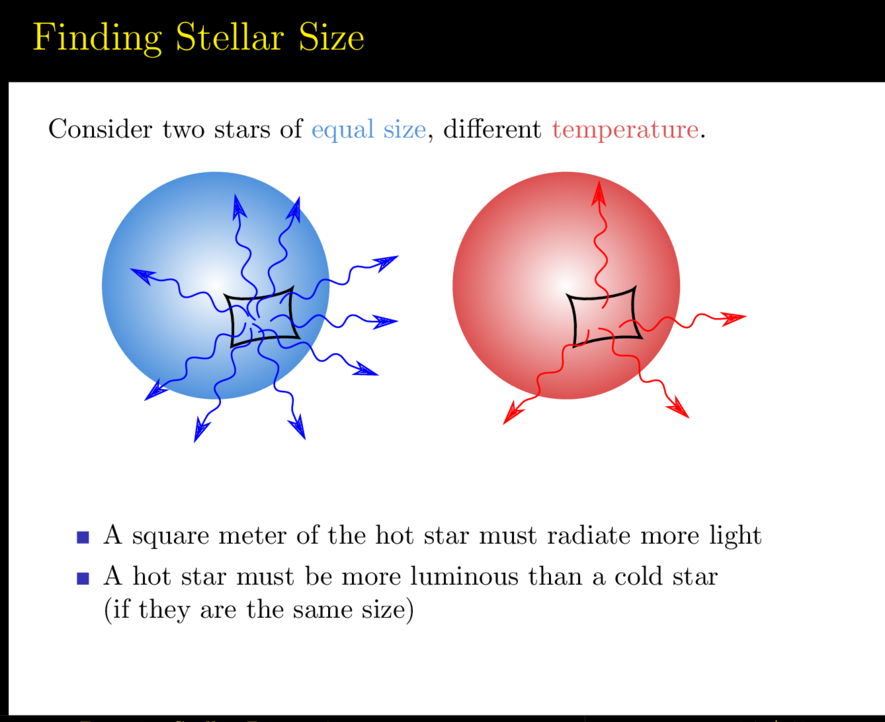 Finding Stellar Size
Consider two stars of equal size, different temperature.
A square meter of the hot star must radiate more light
A hot star must be more luminous than a cold star
(if they are the same size)